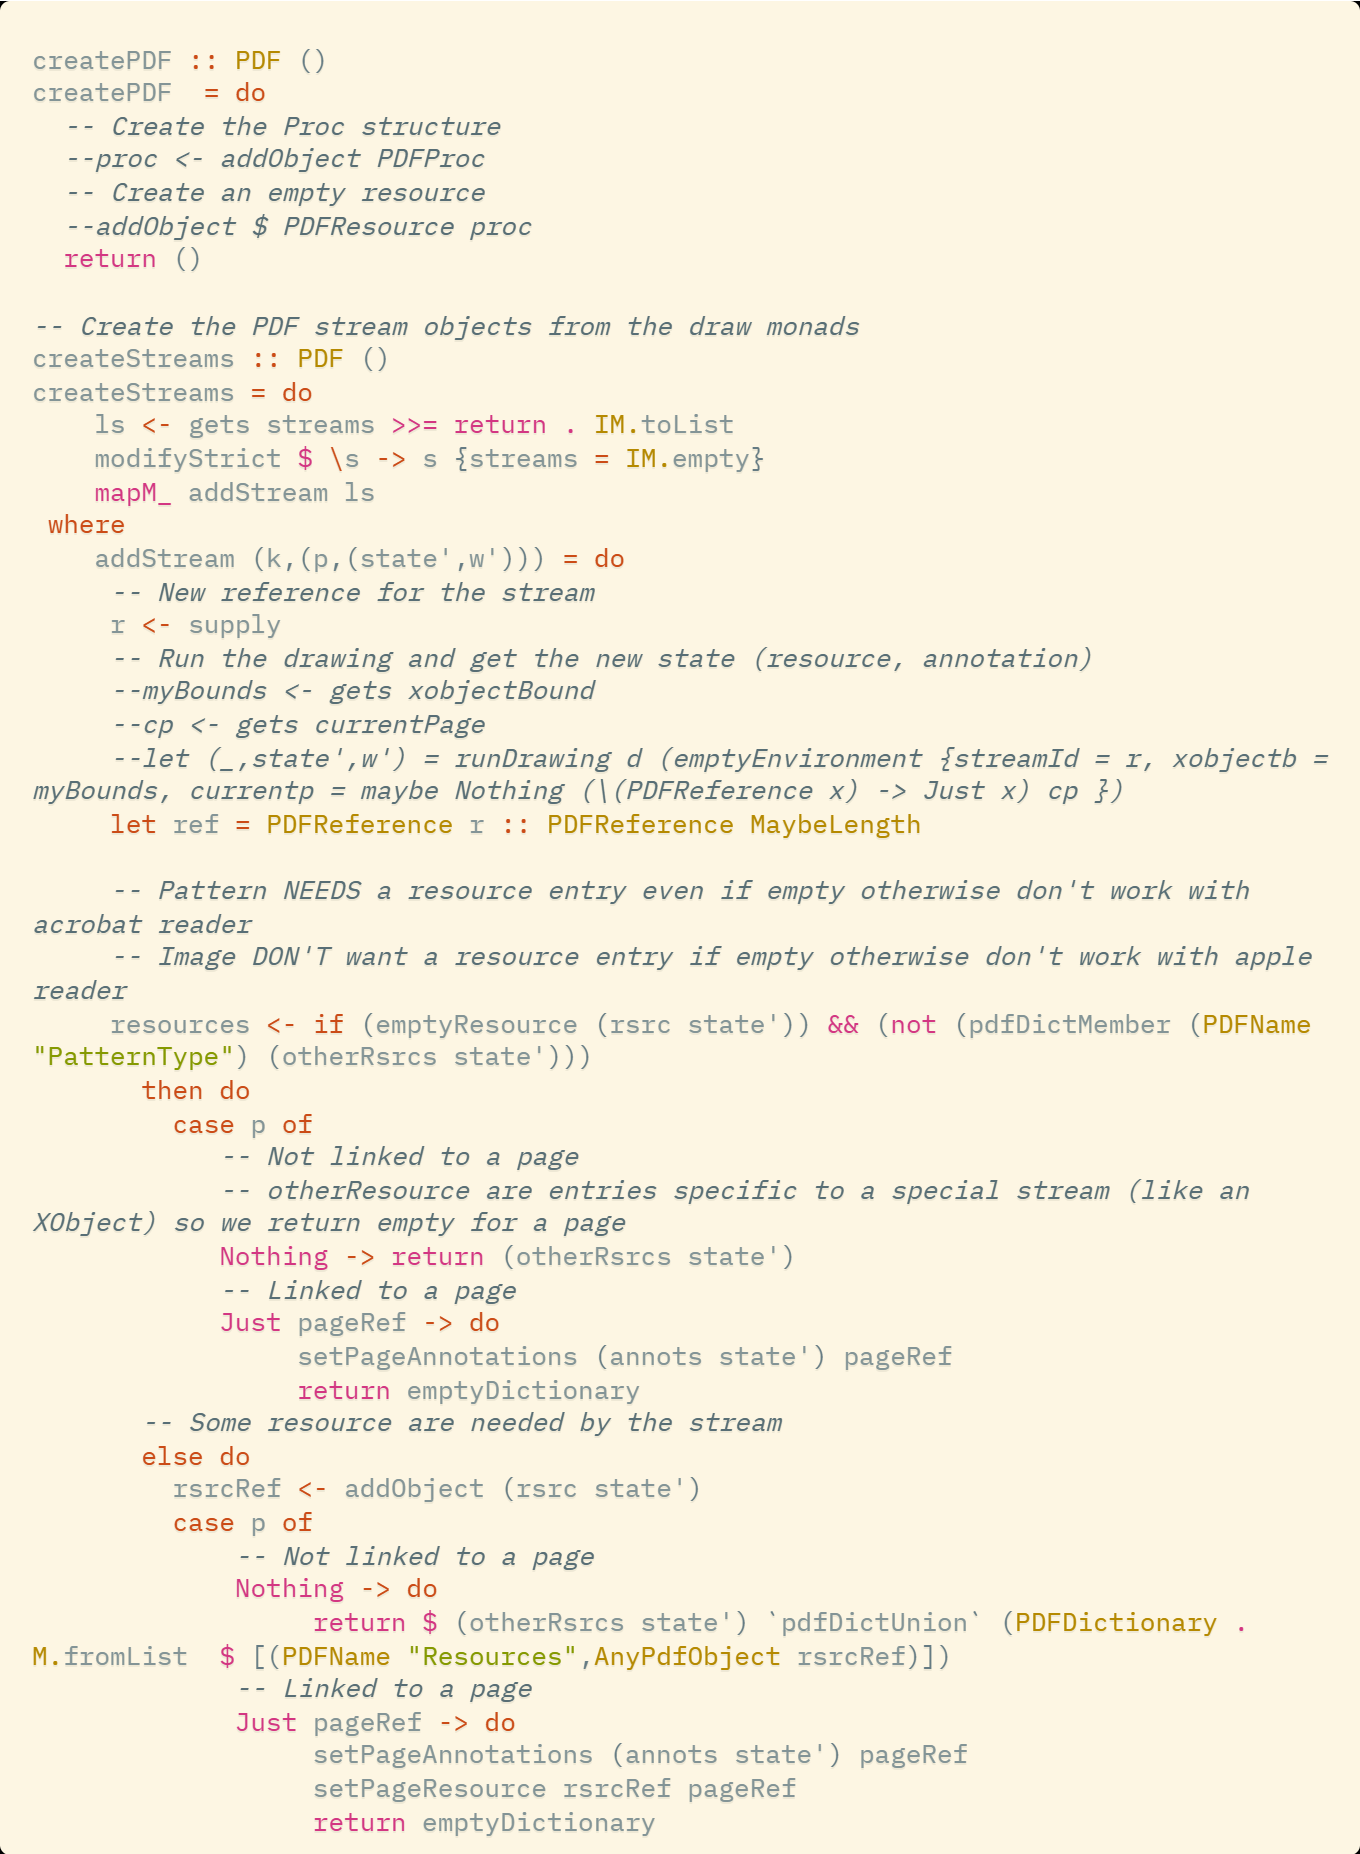 createPDF :: PDF ()
createPDF  = do
  -- Create the Proc structure
  --proc <- addObject PDFProc
  -- Create an empty resource
  --addObject $ PDFResource proc
  return ()

-- Create the PDF stream objects from the draw monads
createStreams :: PDF ()
createStreams = do
    ls <- gets streams >>= return . IM.toList
    modifyStrict $ \s -> s {streams = IM.empty}
    mapM_ addStream ls
 where
    addStream (k,(p,(state',w'))) = do
     -- New reference for the stream
     r <- supply
     -- Run the drawing and get the new state (resource, annotation)
     --myBounds <- gets xobjectBound
     --cp <- gets currentPage
     --let (_,state',w') = runDrawing d (emptyEnvironment {streamId = r, xobjectb =
myBounds, currentp = maybe Nothing (\(PDFReference x) -> Just x) cp })
     let ref = PDFReference r :: PDFReference MaybeLength

     -- Pattern NEEDS a resource entry even if empty otherwise don't work with
acrobat reader
     -- Image DON'T want a resource entry if empty otherwise don't work with apple
reader
     resources <- if (emptyResource (rsrc state')) && (not (pdfDictMember (PDFName
"PatternType") (otherRsrcs state')))
       then do
         case p of
            -- Not linked to a page
            -- otherResource are entries specific to a special stream (like an
XObject) so we return empty for a page
            Nothing -> return (otherRsrcs state')
            -- Linked to a page
            Just pageRef -> do
                 setPageAnnotations (annots state') pageRef
                 return emptyDictionary
       -- Some resource are needed by the stream
       else do
         rsrcRef <- addObject (rsrc state')
         case p of
             -- Not linked to a page
             Nothing -> do
                  return $ (otherRsrcs state') `pdfDictUnion` (PDFDictionary .
M.fromList  $ [(PDFName "Resources",AnyPdfObject rsrcRef)])
             -- Linked to a page
             Just pageRef -> do
                  setPageAnnotations (annots state') pageRef
                  setPageResource rsrcRef pageRef
                  return emptyDictionary